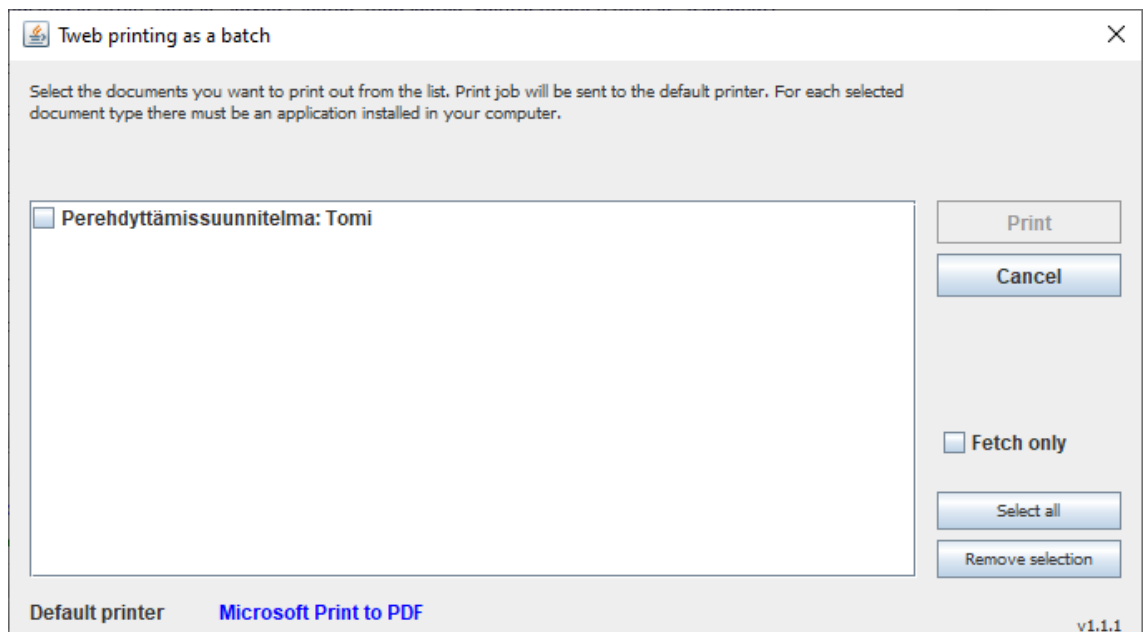 Tweb printing as a batch
Select the documents you want to print out from the list. Print job will be sent to the default printer. For each selected
document type there must be an application installed in your computer.
Perehdyttämissuunnitelma: Tomi
Print
Cancel
Fetch only
Select all
Remove selection
Default printer Microsoft Print to PDF
v1.1.1